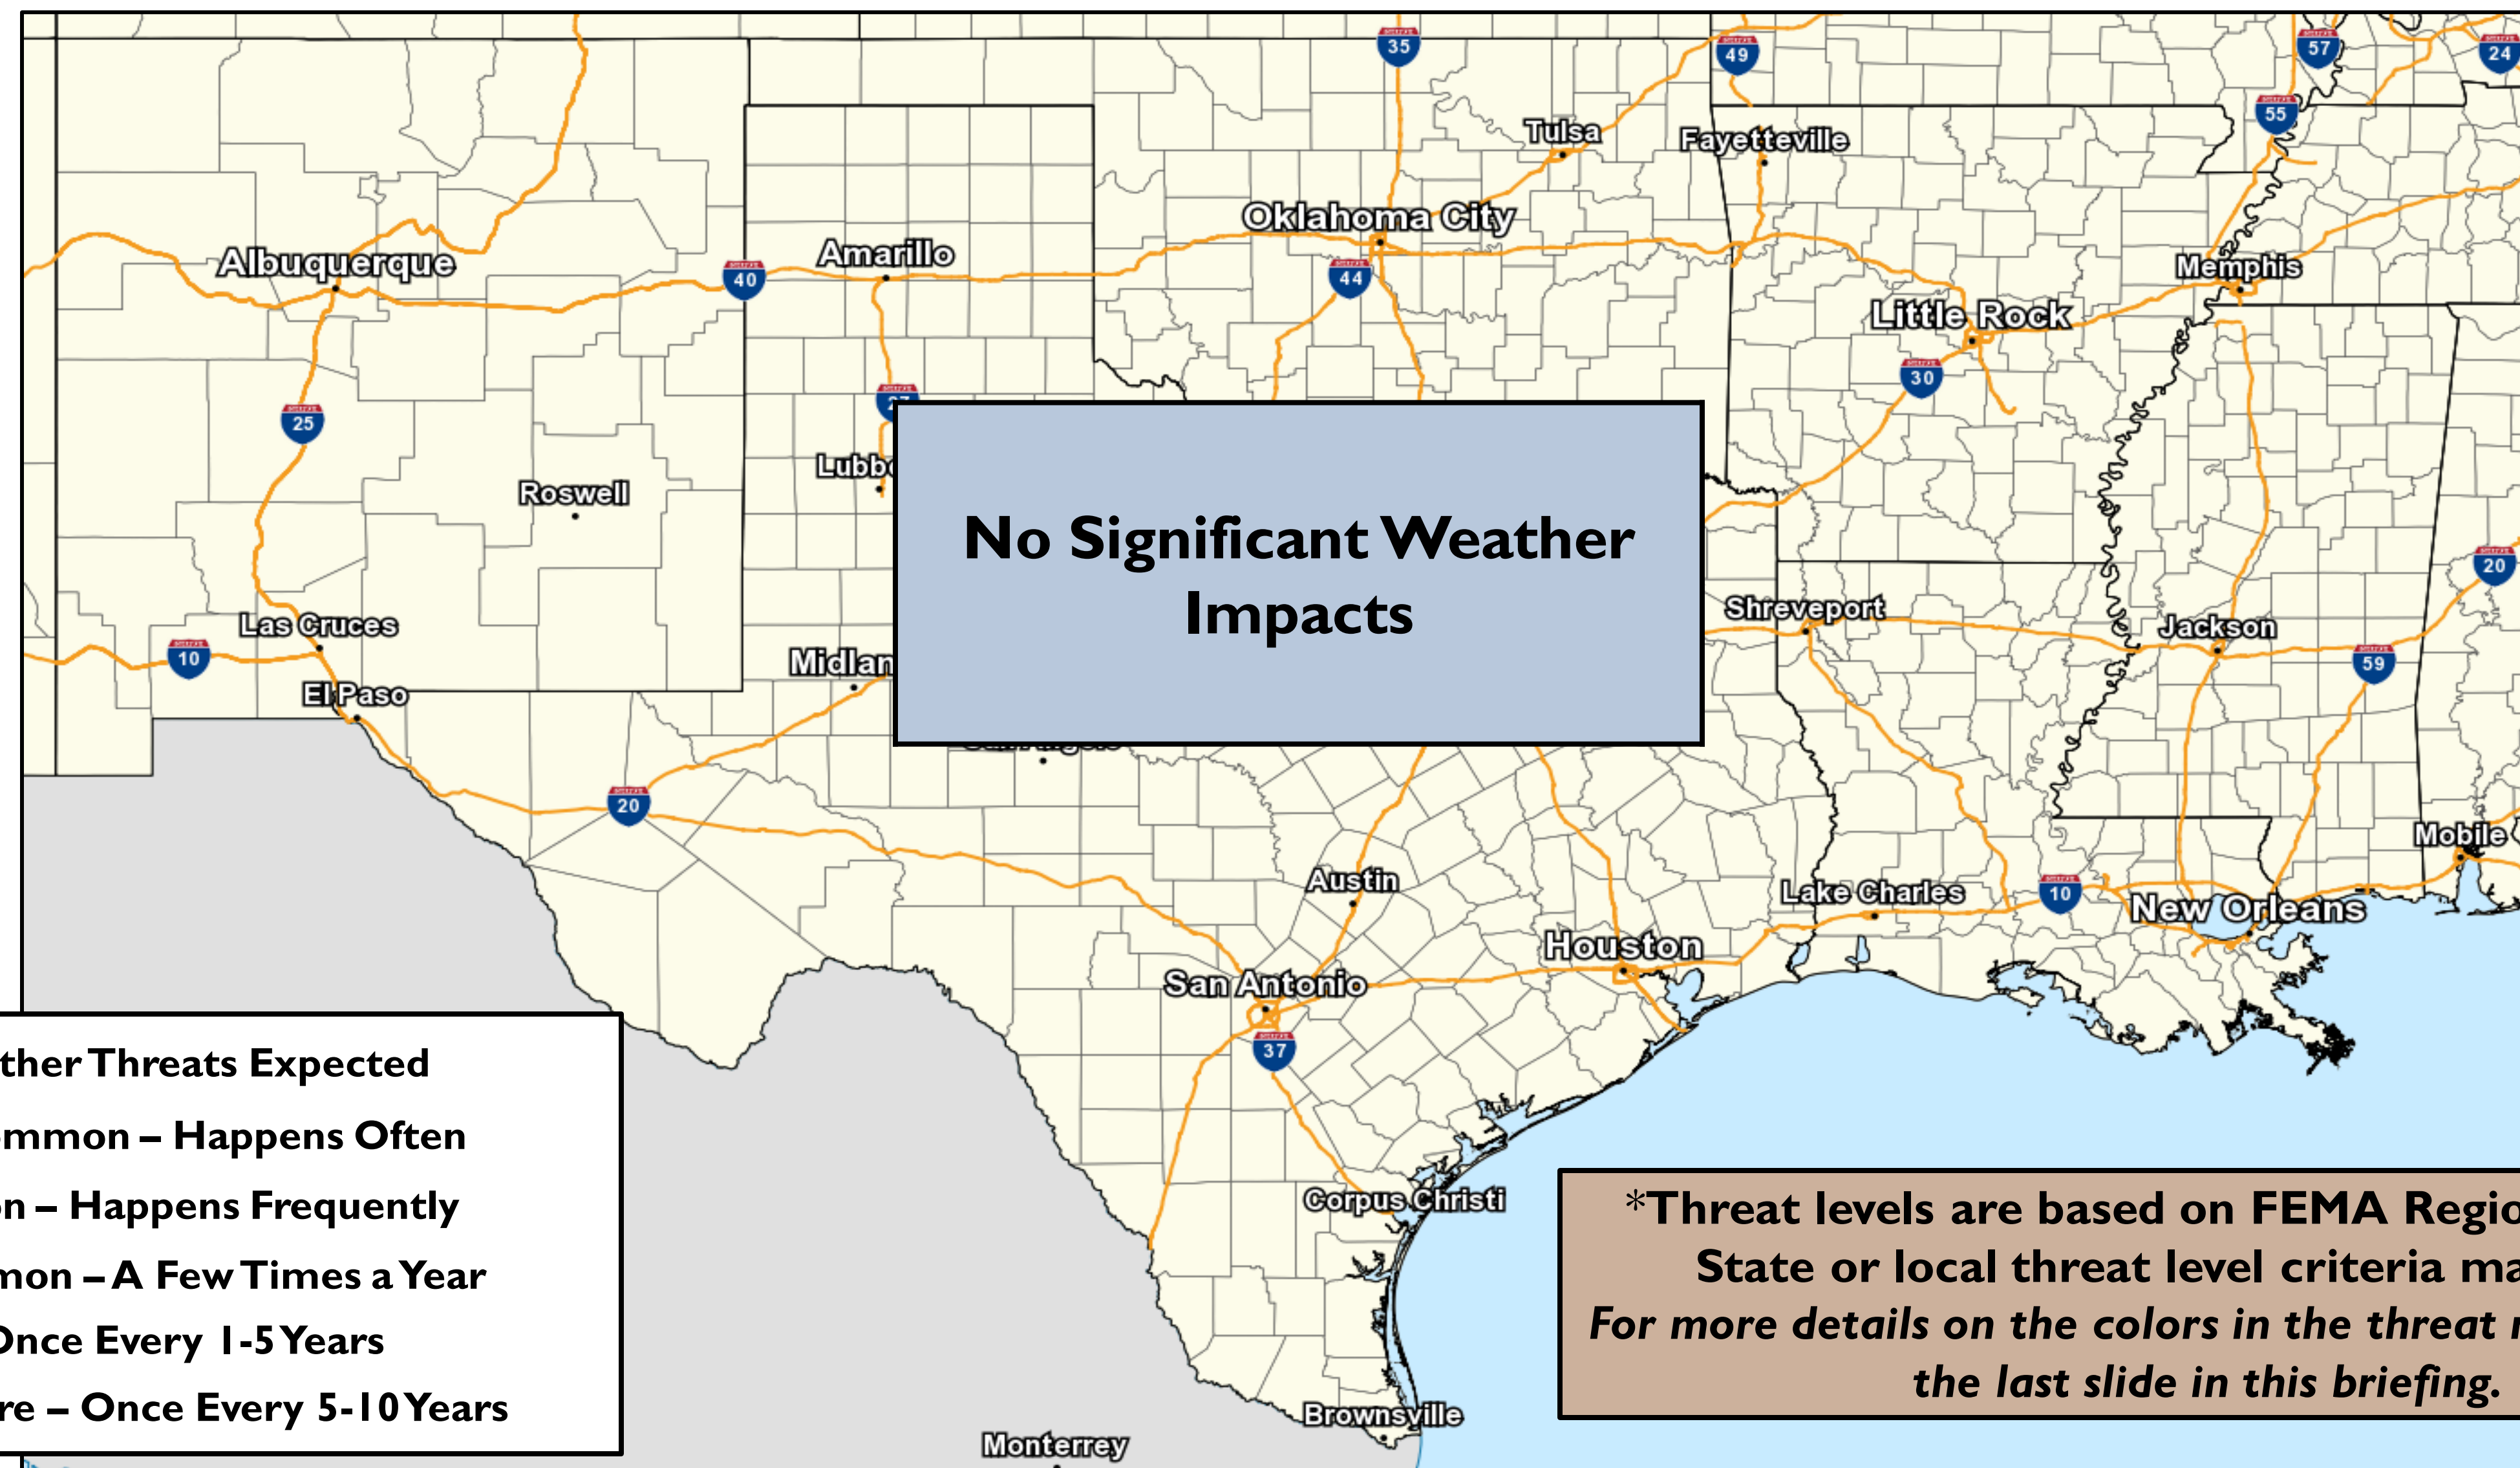 35
49
57
24
55
Tulsa
Fayetteville
Oklahoma City
Albuquerque
Amarillo
40
44
Memphis
Little Rock
30
25
Roswell
No Significant Weather
Impacts
20
Las Cruces
10
El Paso
Shreveport
Jackson
59
20
Mobile
Austin
Lake Charles
10
New Orleans
Houston
San Antonio
37
ther Threats Expected
mmon – Happens Often
n – Happens Frequently
mon – A Few Times a Year
Once Every 1-5 Years
re – Once Every 5-10 Years
Corpus Christi
*Threat levels are based on FEMA Regio
State or local threat level criteria ma
For more details on the colors in the threat
the last slide in this briefing.
Brownsville
Monterrey